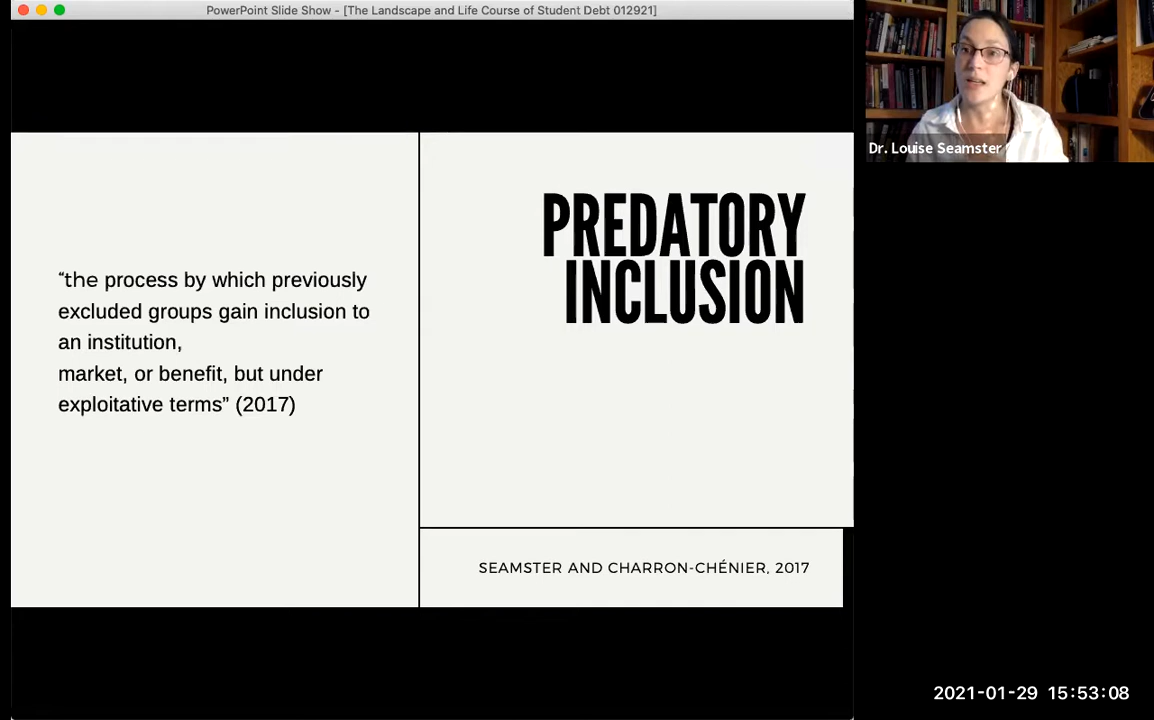 PowerPoint Slide Show - [The Landscape and Life Course of Student Debt 012921]
Dr. Louise Seamster
PREDATORY
INCLUSION
“the process by which previously
excluded groups gain inclusion to
an institution,
market, or benefit, but under
exploitative terms” (2017)
SEAMSTER AND CHARRON-CHÉNIER, 2017
2021-01-29 15:53:08